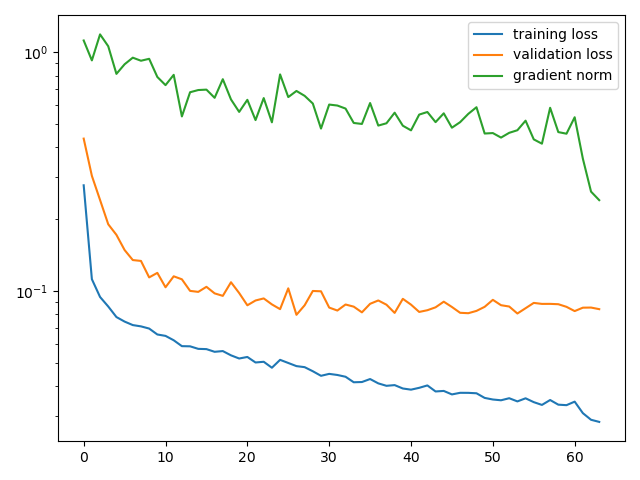 training loss
validation loss
gradient norm
10⁰
10⁻¹
0 10 20 30 40 50 60